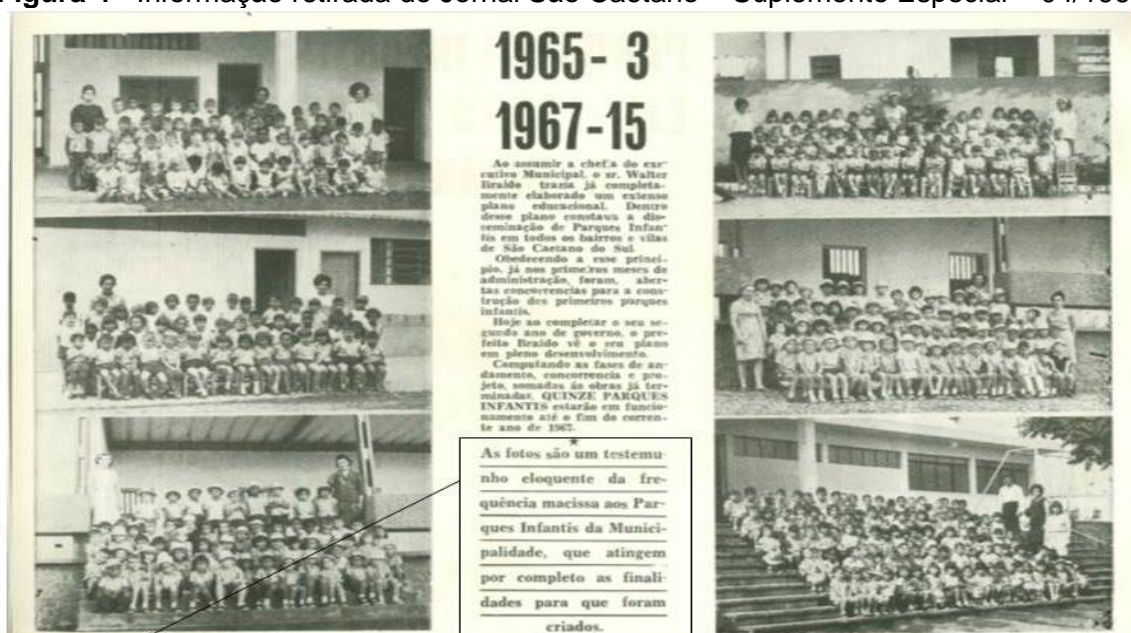 Informação retirada do Jornal São Caetano – Suplemento Especial
1965- 3
1967-15
Ao assumir a chefia do exe-
cutivo Municipal, o sr. Walter
Braido trazia já completa-
mente elaborado um extenso
plano educacional. Dentro
desse plano constava a dis-
seminação de Parques Infan-
tis em todos os bairros e vilas
de São Caetano do Sul.
Obedecendo a esse princí-
pio, já nos primeiros meses de
administração, foram, aber-
tas concorrencias para a cons-
trução dos primeiros parques
infantis.
Hoje ao completar o seu se-
gundo ano de governo, o pre-
feito Braido vê o seu plano
em pleno desenvolvimento.
Computando as fases de an-
damento, concorrencia e pro-
jeto, somadas ás obras já ter-
minadas, QUINZE PARQUES
INFANTIS estarão em funcio-
namento até o fim do corren-
te ano de 1967.
As fotos são um testemu-
nho eloquente da fre-
quência macissa aos Par-
ques Infantís da Munici-
palidade, que atingem
por completo as finali-
dades para que foram
criados.